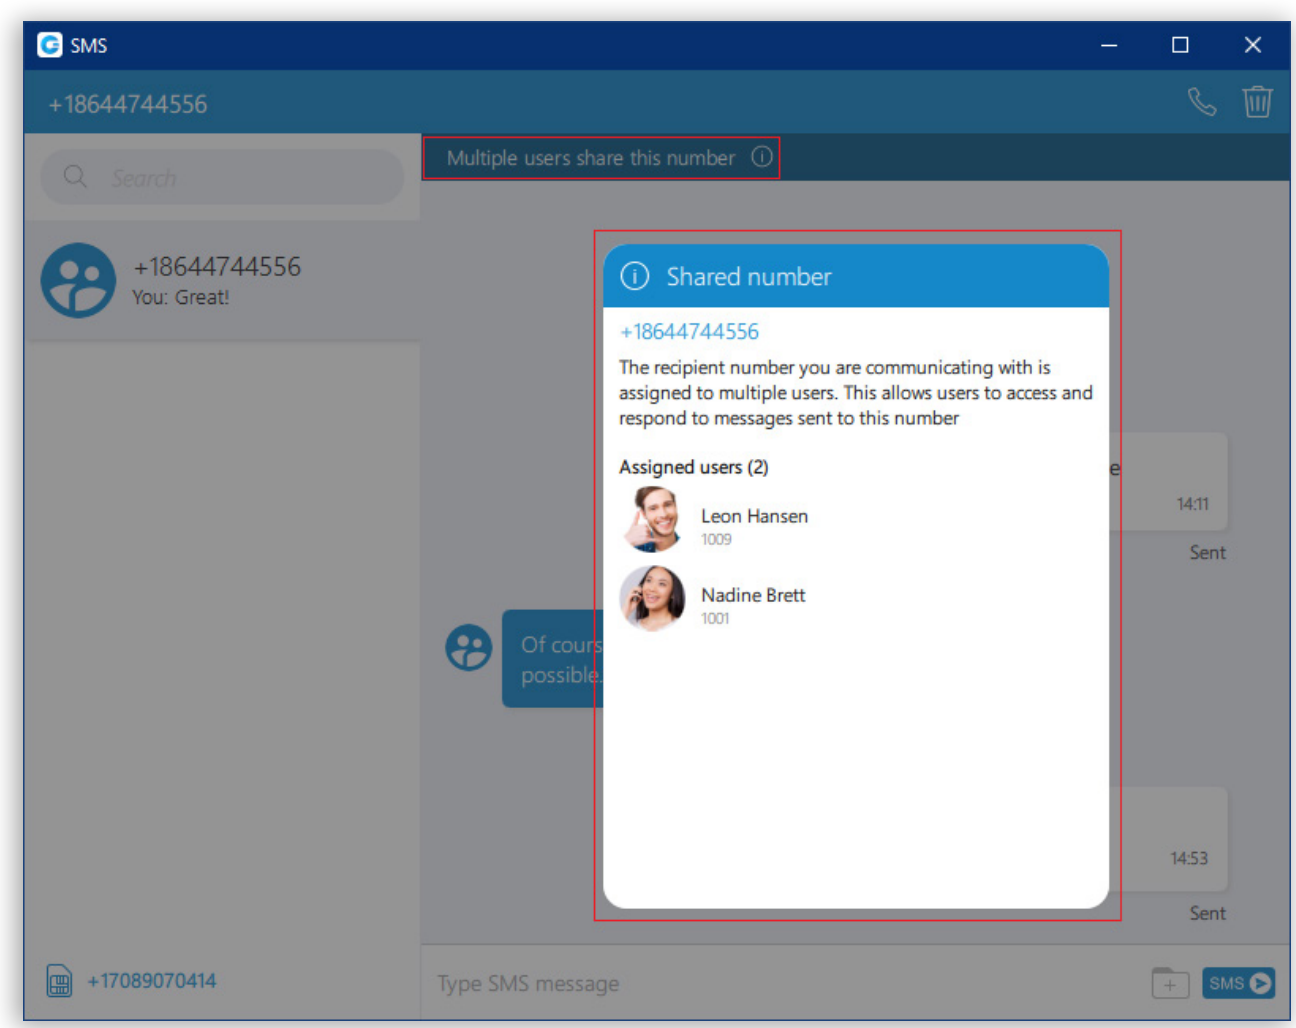 SMS
+18644744556
Search
Multiple users share this number
+18644744556
You: Great!
Shared number
+18644744556
The recipient number you are communicating with is
assigned to multiple users. This allows users to access and
respond to messages sent to this number
Assigned users (2)
Leon Hansen
1009
Nadine Brett
1001
e
14:11
Sent
Of cours
possible.
14:53
Sent
+17089070414
Type SMS message
SMS